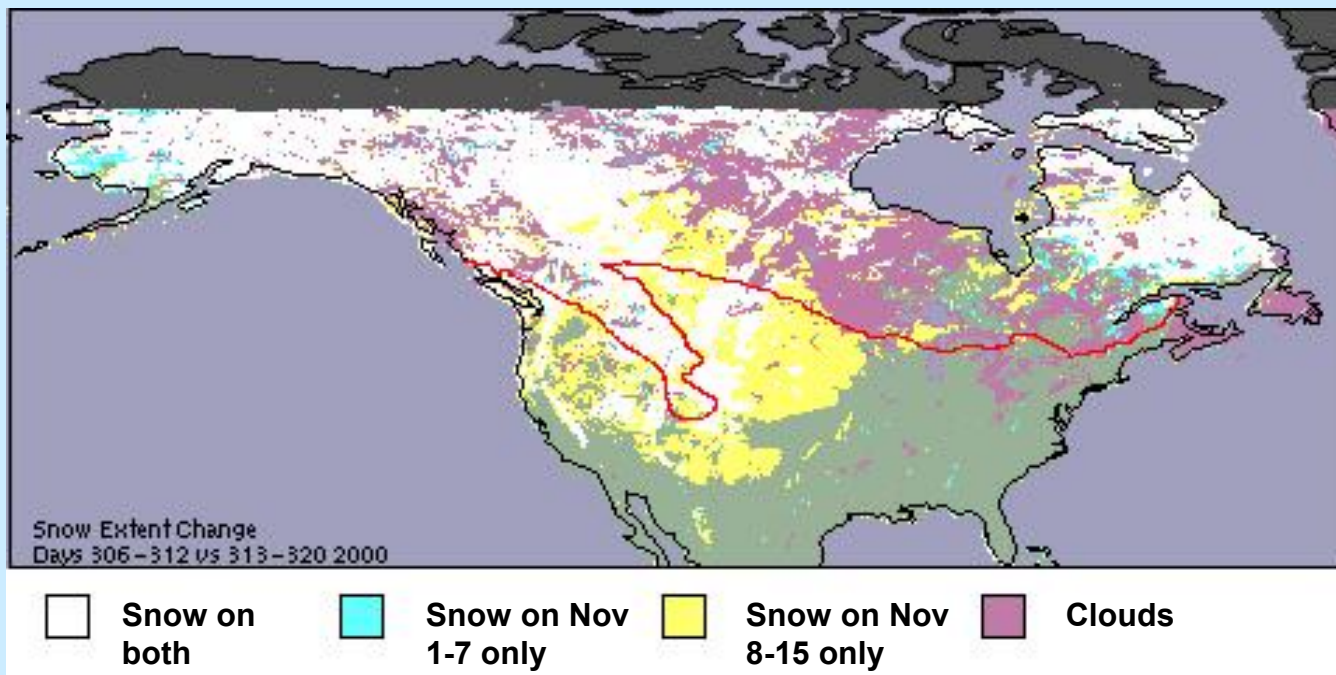 Snow Extent Change
Days 306-312 vs 313-320 2000
Snow on
both
Snow on Nov
1-7 only
Snow on Nov
8-15 only
Clouds